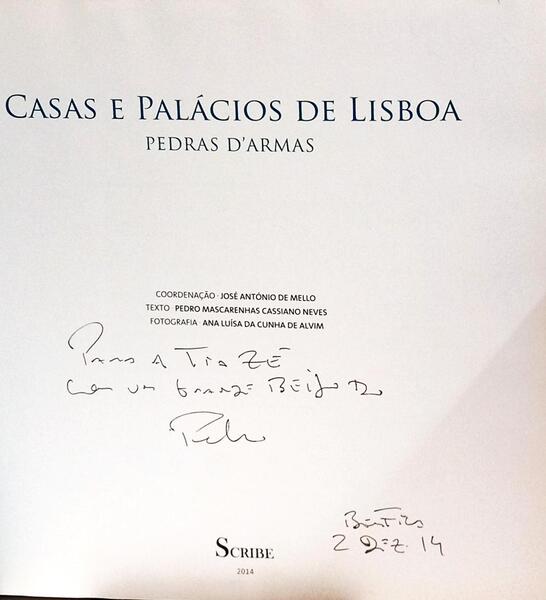 CASAS E PALÁCIOS DE LISBOA
PEDRAS D'ARMAS
COORDENAÇÃO · JOSÉ ANTÓNIO DE MELLO
TEXTO · PEDRO MASCARENHAS CASSIANO NEVES
FOTOGRAFIA · ANA LUÍSA DA CUNHA DE ALVIM
Para A Tia ZÉ
com um grande BEIJO do
Pedro
2 Dez. 14
SCRIBE
2014